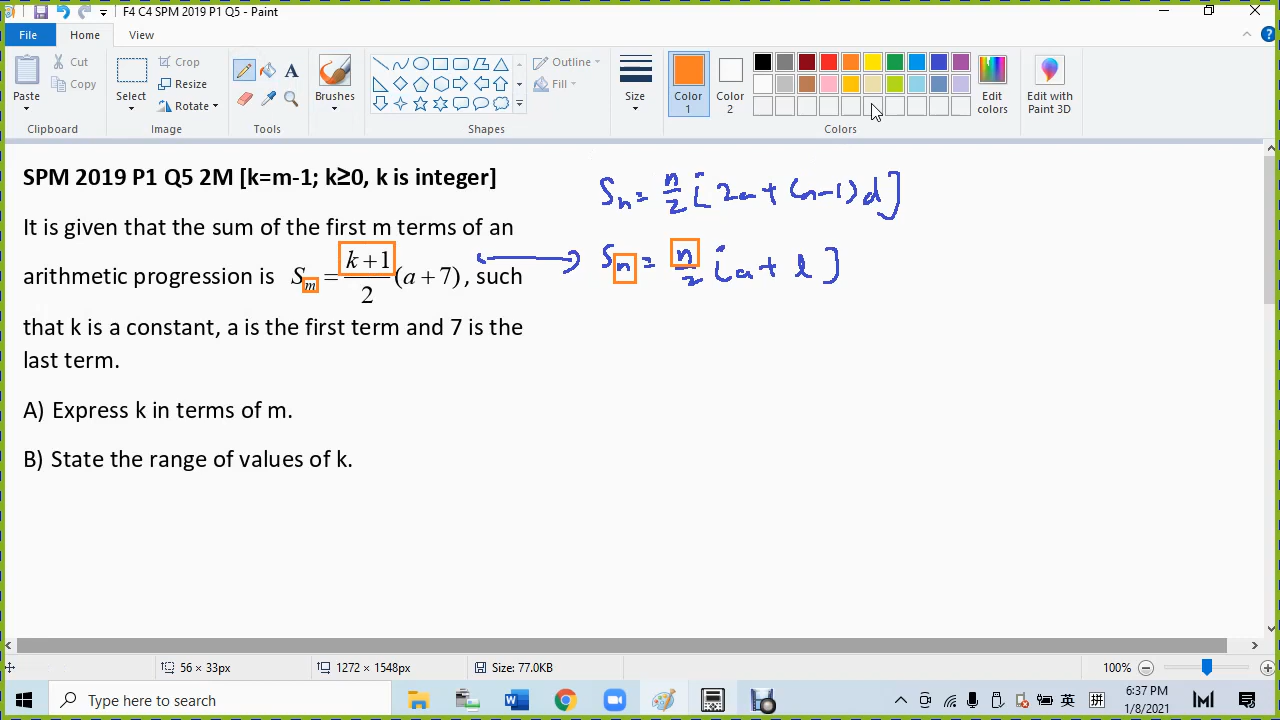 F4 C4 SPM 2019 P1 Q5 - Paint
File Home View
Paste Cut Copy Clipboard
Select Crop Resize Rotate Image
A Tools
Brushes
Shapes Outline Fill
Size
Color 1 Color 2 Colors
Edit colors
Edit with Paint 3D
SPM 2019 P1 Q5 2M [k=m-1; k≥0, k is integer]
It is given that the sum of the first m terms of an
arithmetic progression is S_m = (k+1)/2 (a+7), such
that k is a constant, a is the first term and 7 is the
last term.
A) Express k in terms of m.
B) State the range of values of k.
S_n = n/2 [2a + (n-1)d]
S_n = n/2 [a + l]
56 × 33px 1272 × 1548px Size: 77.0KB 100%
Type here to search
英 拼 6:37 PM
1/8/2021